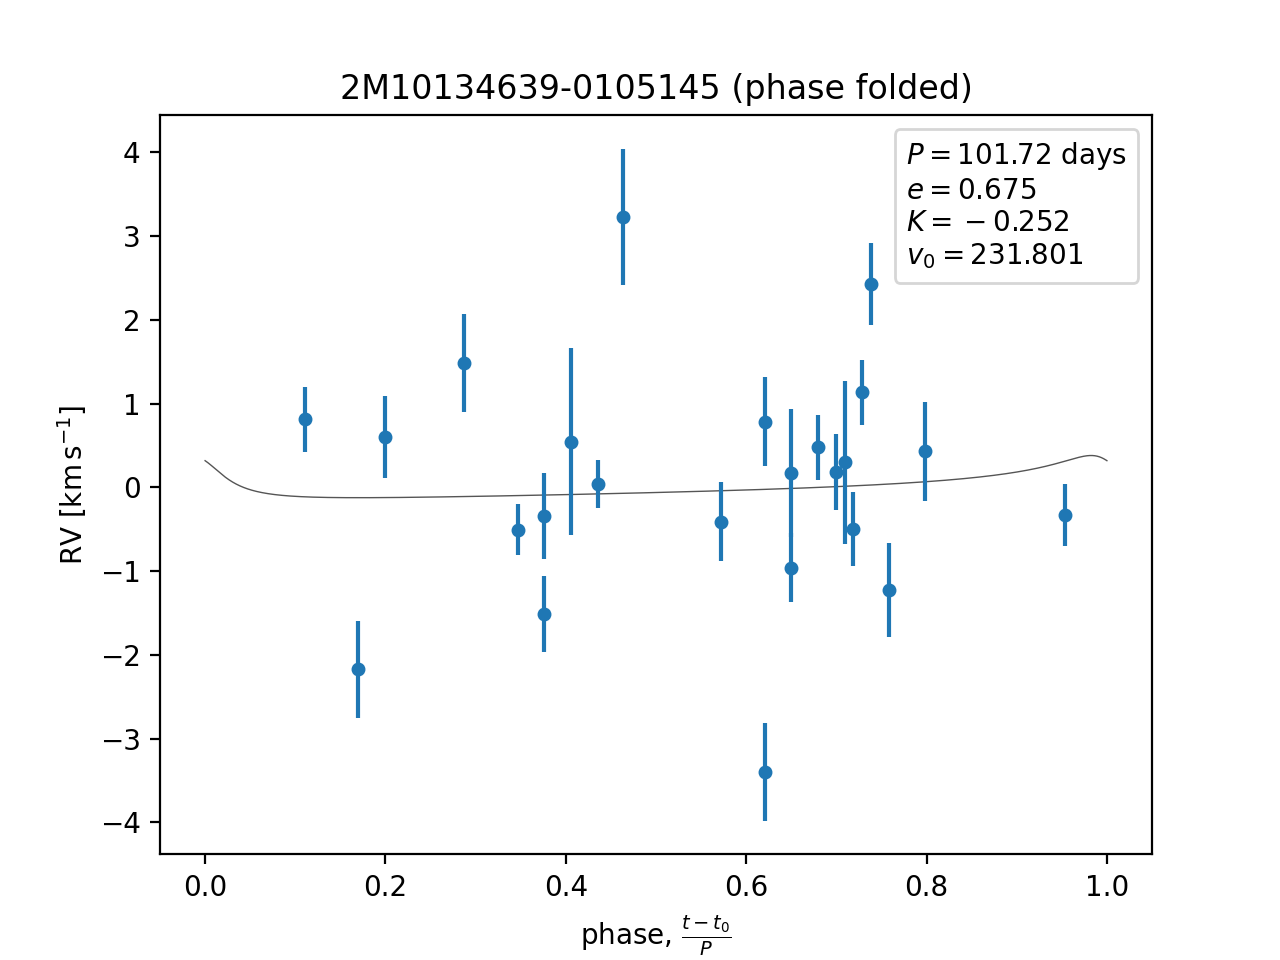 2M10134639-0105145 (phase folded)
P = 101.72 days
e = 0.675
K = −0.252
v₀ = 231.801
4
3
2
1
0
−1
−2
−3
−4
RV [km s⁻¹]
0.0 0.2 0.4 0.6 0.8 1.0
phase, (t − t₀)/P